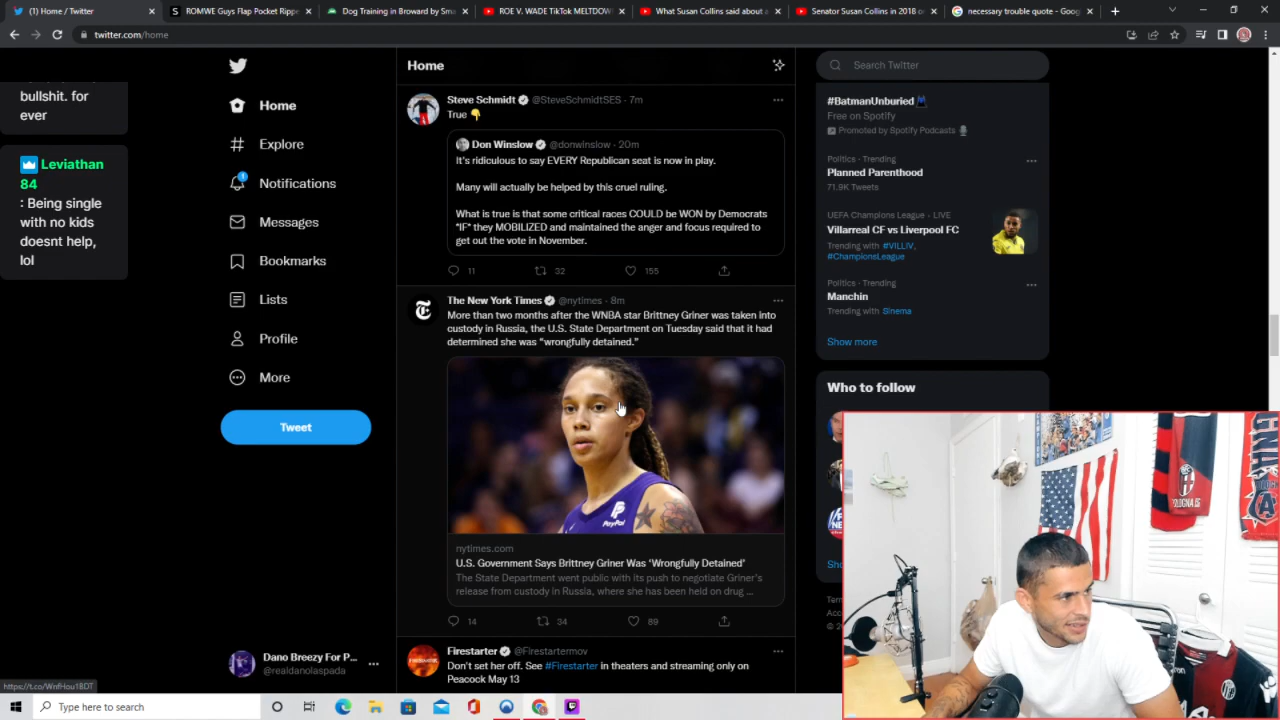 (1) Home / Twitter
ROMWE Guys Flap Pocket Rippe
Dog Training in Broward by Sma
ROE V. WADE TikTok MELTDOW
What Susan Collins said about a
Senator Susan Collins in 2018 o
necessary trouble quote - Goog
twitter.com/home
bullshit. for
ever
Leviathan
84
: Being single
with no kids
doesnt help,
lol
Home
Explore
1
Notifications
Messages
Bookmarks
Lists
Profile
More
Tweet
Dano Breezy For P...
@realdanolaspada
https://t.co/WnfHou1BDT
Home
Steve Schmidt @SteveSchmidtSES · 7m
True 👇
Don Winslow @donwinslow · 20m
It's ridiculous to say EVERY Republican seat is now in play.
Many will actually be helped by this cruel ruling.
What is true is that some critical races COULD be WON by Democrats
*IF* they MOBILIZED and maintained the anger and focus required to
get out the vote in November.
11 32 155
The New York Times @nytimes · 8m
More than two months after the WNBA star Brittney Griner was taken into
custody in Russia, the U.S. State Department on Tuesday said that it had
determined she was “wrongfully detained.”
PayPal
nytimes.com
U.S. Government Says Brittney Griner Was ‘Wrongfully Detained’
The State Department went public with its push to negotiate Griner’s
release from custody in Russia, where she has been held on drug ...
14 34 89
Firestarter @Firestartermov
Don't set her off. See #Firestarter in theaters and streaming only on
Peacock May 13
Search Twitter
#BatmanUnburied
Free on Spotify
Promoted by Spotify Podcasts
Politics · Trending
Planned Parenthood
71.9K Tweets
UEFA Champions League · LIVE
Villarreal CF vs Liverpool FC
Trending with #VILLIV,
#ChampionsLeague
Politics · Trending
Manchin
Trending with Sinema
Show more
Who to follow
BOLOGNA
Type here to search